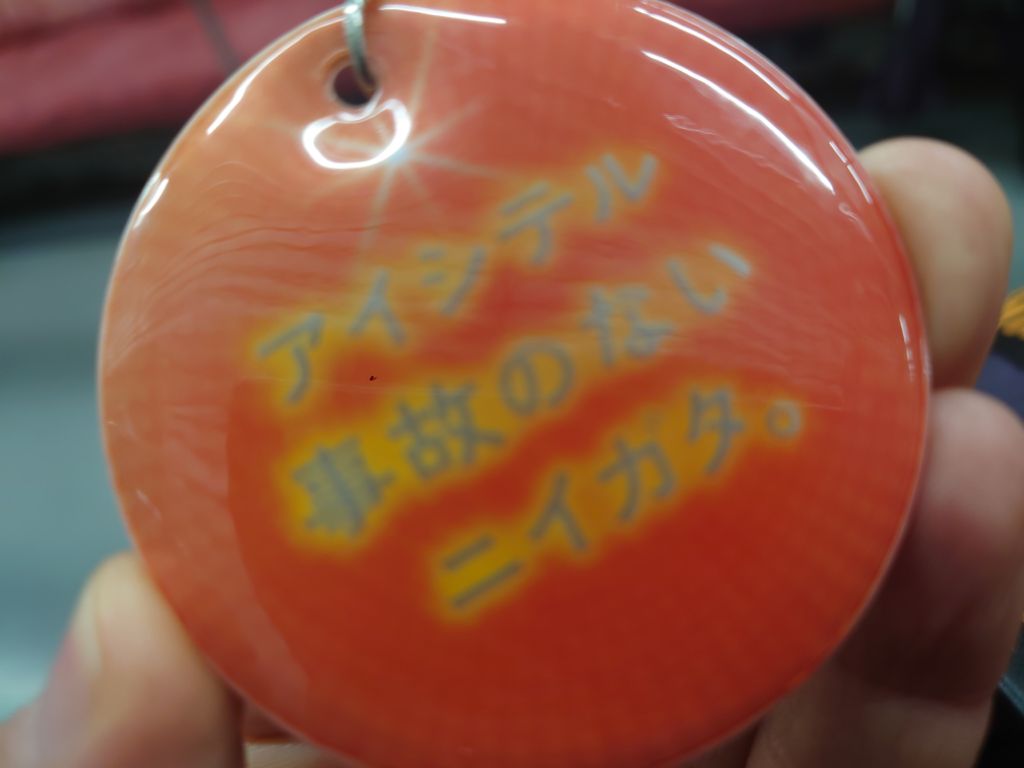 アイシテル
事故のない
ニイガタ。